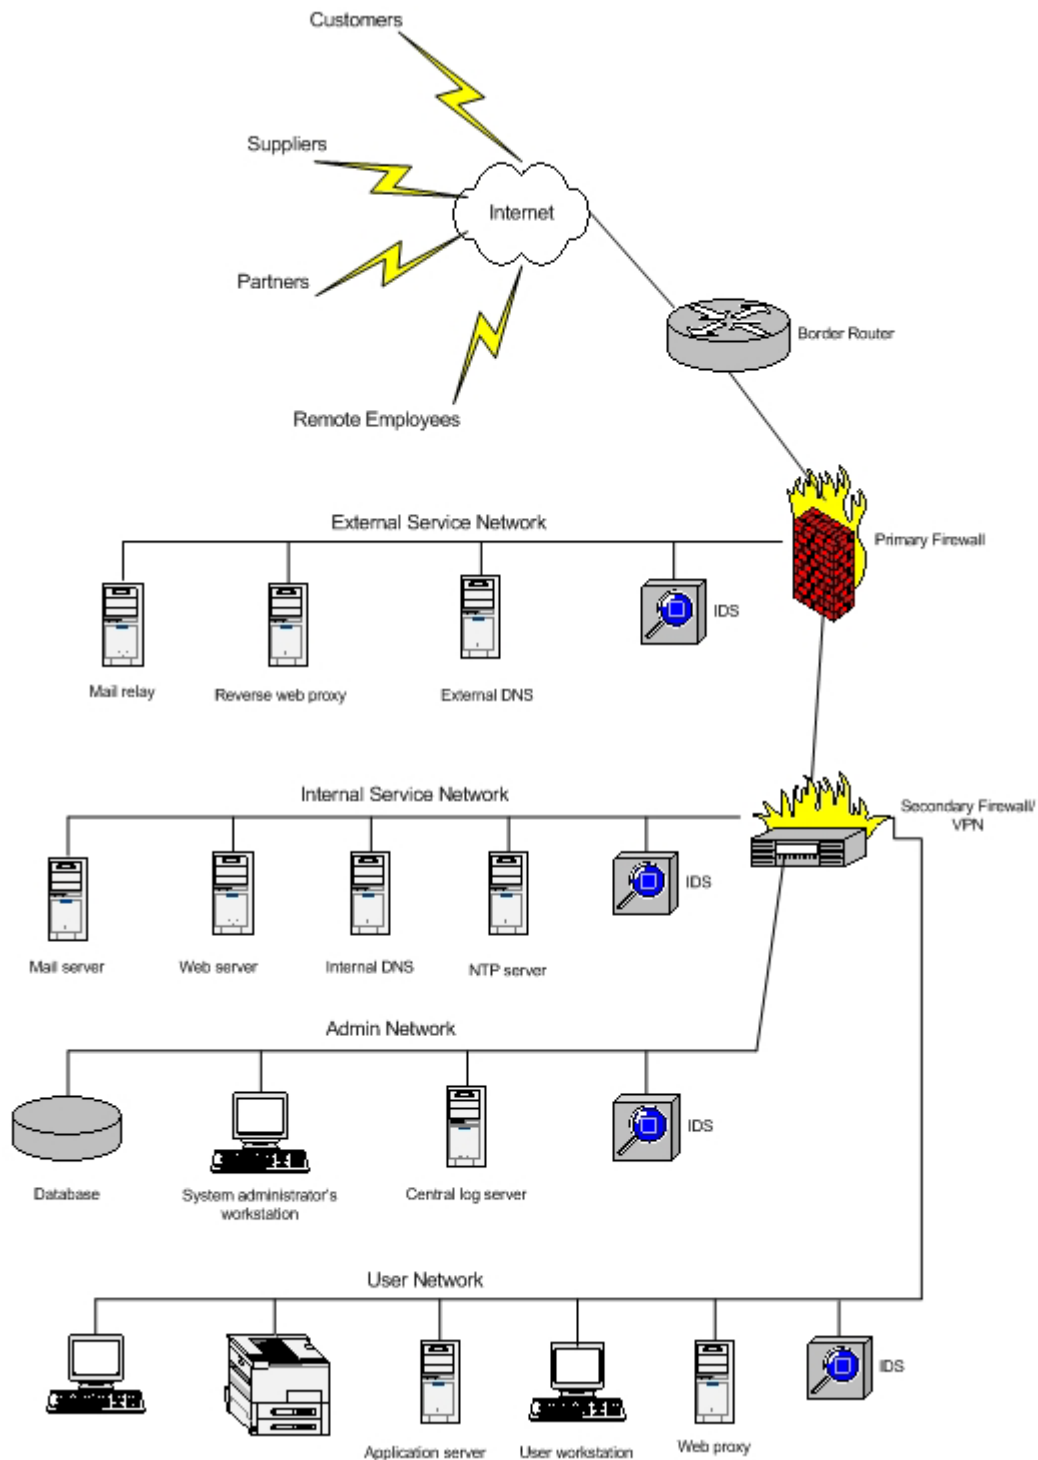 Customers
Suppliers
Internet
Partners
Border Router
Remote Employees
External Service Network
Primary Firewall
IDS
Mail relay
Reverse web proxy
External DNS
Internal Service Network
Secondary Firewall/
VPN
IDS
Mail server
Web server
Internal DNS
NTP server
Admin Network
IDS
Database
System administrator's
workstation
Central log server
User Network
IDS
Application server
User workstation
Web proxy